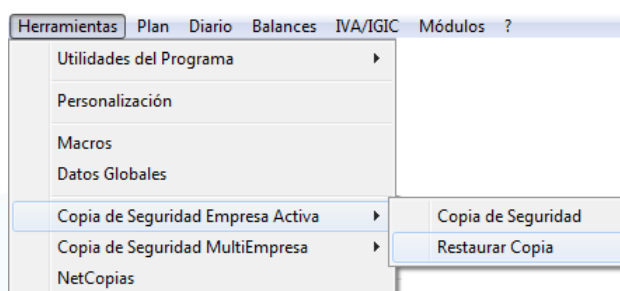 Herramientas Plan Diario Balances IVA/IGIC Módulos ?
Utilidades del Programa
Personalización
Macros
Datos Globales
Copia de Seguridad Empresa Activa
Copia de Seguridad
Copia de Seguridad MultiEmpresa
Restaurar Copia
NetCopias